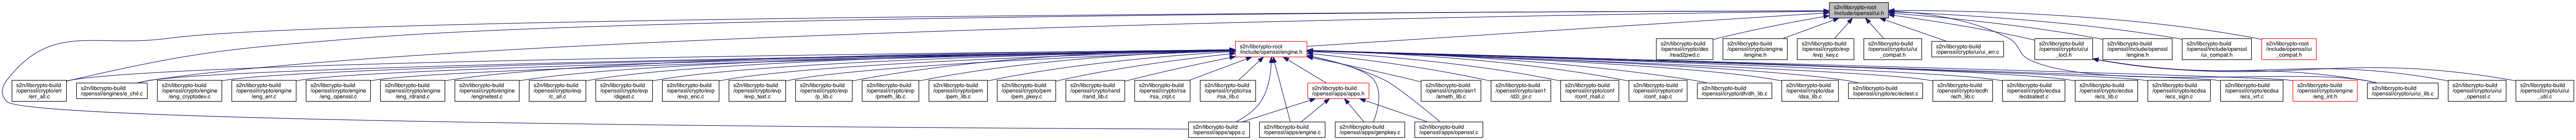 s2n/libcrypto-root
/include/openssl/ui.h
s2n/libcrypto-root
/include/openssl/engine.h
s2n/libcrypto-build
/openssl/crypto/des
/read2pwd.c
s2n/libcrypto-build
/openssl/crypto/engine
/engine.h
s2n/libcrypto-build
/openssl/crypto/evp
/evp_key.c
s2n/libcrypto-build
/openssl/crypto/ui/ui
_compat.h
s2n/libcrypto-build
/openssl/crypto/ui/ui_err.c
s2n/libcrypto-build
/openssl/crypto/ui/ui
_locl.h
s2n/libcrypto-build
/openssl/include/openssl
/engine.h
s2n/libcrypto-build
/openssl/include/openssl
/ui_compat.h
s2n/libcrypto-root
/include/openssl/ui
_compat.h
s2n/libcrypto-build
/openssl/crypto/err
/err_all.c
s2n/libcrypto-build
/openssl/engines/e_chil.c
s2n/libcrypto-build
/openssl/crypto/engine
/eng_cryptodev.c
s2n/libcrypto-build
/openssl/crypto/engine
/eng_err.c
s2n/libcrypto-build
/openssl/crypto/engine
/eng_openssl.c
s2n/libcrypto-build
/openssl/crypto/engine
/eng_rdrand.c
s2n/libcrypto-build
/openssl/crypto/engine
/enginetest.c
s2n/libcrypto-build
/openssl/crypto/evp
/c_all.c
s2n/libcrypto-build
/openssl/crypto/evp
/digest.c
s2n/libcrypto-build
/openssl/crypto/evp
/evp_enc.c
s2n/libcrypto-build
/openssl/crypto/evp
/evp_test.c
s2n/libcrypto-build
/openssl/crypto/evp
/p_lib.c
s2n/libcrypto-build
/openssl/crypto/evp
/pmeth_lib.c
s2n/libcrypto-build
/openssl/crypto/pem
/pem_lib.c
s2n/libcrypto-build
/openssl/crypto/pem
/pem_pkey.c
s2n/libcrypto-build
/openssl/crypto/rand
/rand_lib.c
s2n/libcrypto-build
/openssl/crypto/rsa
/rsa_crpt.c
s2n/libcrypto-build
/openssl/crypto/rsa
/rsa_lib.c
s2n/libcrypto-build
/openssl/apps/apps.h
s2n/libcrypto-build
/openssl/crypto/asn1
/ameth_lib.c
s2n/libcrypto-build
/openssl/crypto/asn1
/d2i_pr.c
s2n/libcrypto-build
/openssl/crypto/conf
/conf_mall.c
s2n/libcrypto-build
/openssl/crypto/conf
/conf_sap.c
s2n/libcrypto-build
/openssl/crypto/dh/dh_lib.c
s2n/libcrypto-build
/openssl/crypto/dsa
/dsa_lib.c
s2n/libcrypto-build
/openssl/crypto/ec/ectest.c
s2n/libcrypto-build
/openssl/crypto/ecdh
/ech_lib.c
s2n/libcrypto-build
/openssl/crypto/ecdsa
/ecdsatest.c
s2n/libcrypto-build
/openssl/crypto/ecdsa
/ecs_lib.c
s2n/libcrypto-build
/openssl/crypto/ecdsa
/ecs_sign.c
s2n/libcrypto-build
/openssl/crypto/ecdsa
/ecs_vrf.c
s2n/libcrypto-build
/openssl/crypto/engine
/eng_int.h
s2n/libcrypto-build
/openssl/crypto/ui/ui_lib.c
s2n/libcrypto-build
/openssl/crypto/ui/ui
_openssl.c
s2n/libcrypto-build
/openssl/crypto/ui/ui
_util.c
s2n/libcrypto-build
/openssl/apps/apps.c
s2n/libcrypto-build
/openssl/apps/engine.c
s2n/libcrypto-build
/openssl/apps/genpkey.c
s2n/libcrypto-build
/openssl/apps/openssl.c